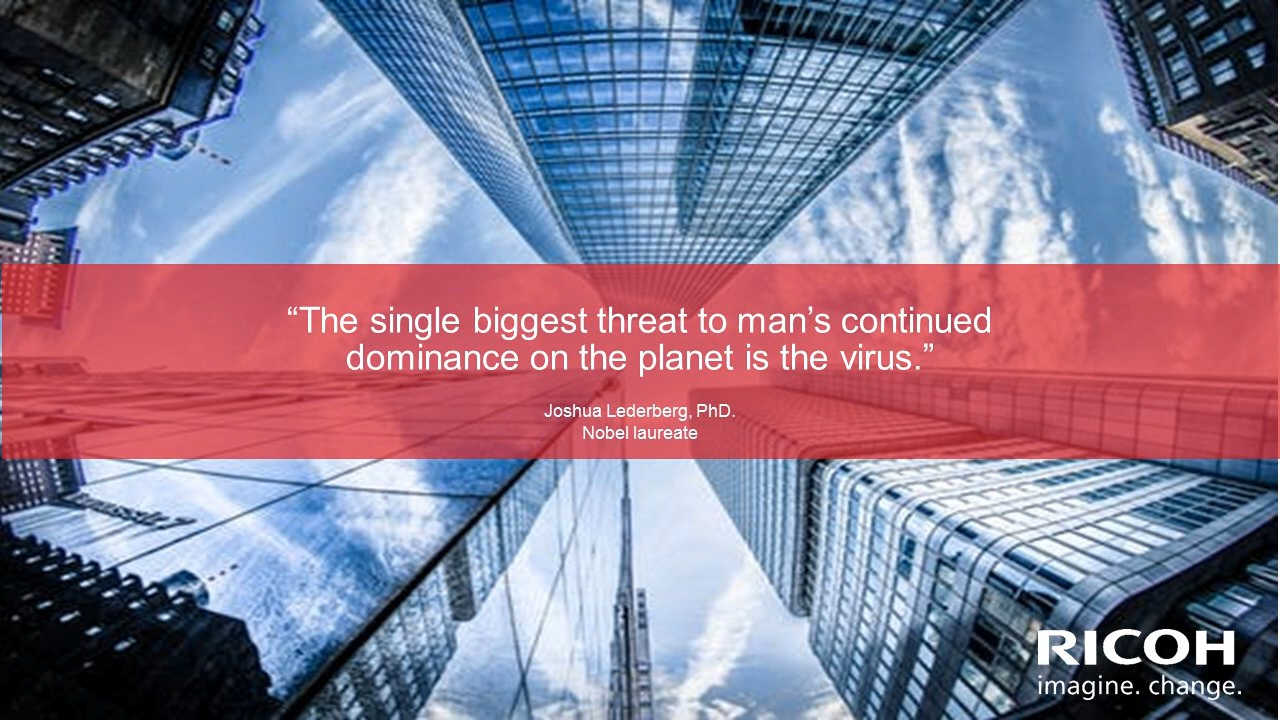 “The single biggest threat to man’s continued
dominance on the planet is the virus.”
Joshua Lederberg, PhD.
Nobel laureate
RICOH
imagine. change.